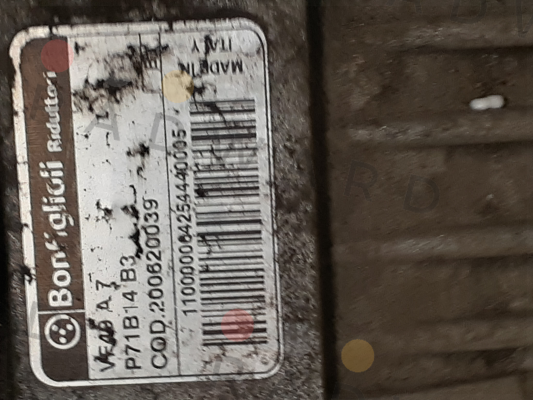 Bonfiglioli Riduttori
A 7
P71B14 B3
COD.200620039
110000084254440005
MADE IN
ITALY